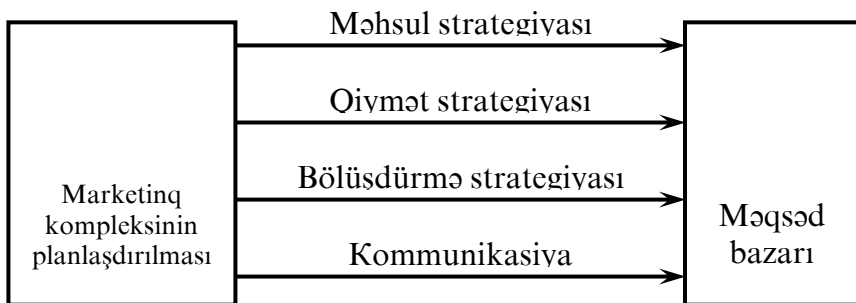 Məhsul strategiyası
Qiymət strategiyası
Bölüşdürmə strategiyası
Kommunikasiya
Marketinq
kompleksinin
planlaşdırılması
Məqsəd
bazarı